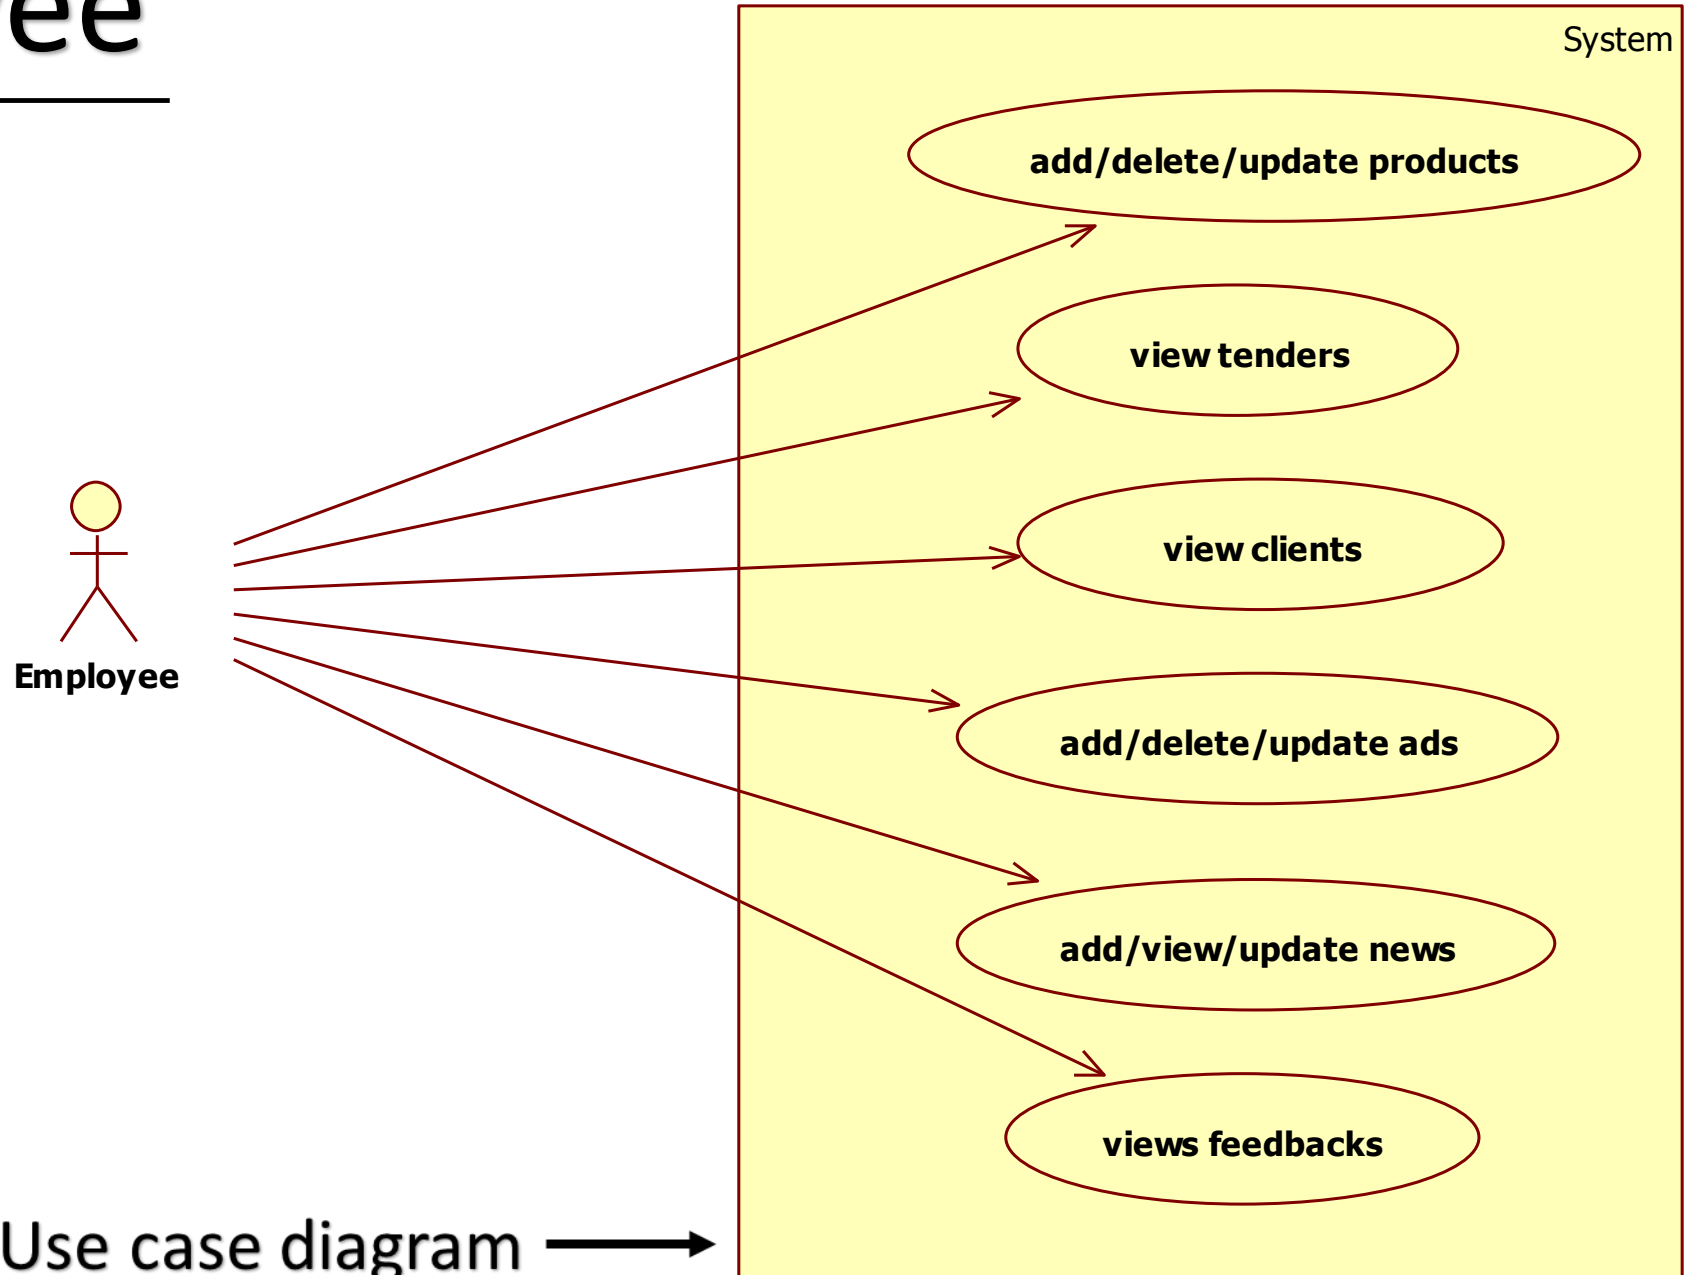 System
add/delete/update products
view tenders
view clients
Employee
add/delete/update ads
add/view/update news
views feedbacks
Use case diagram